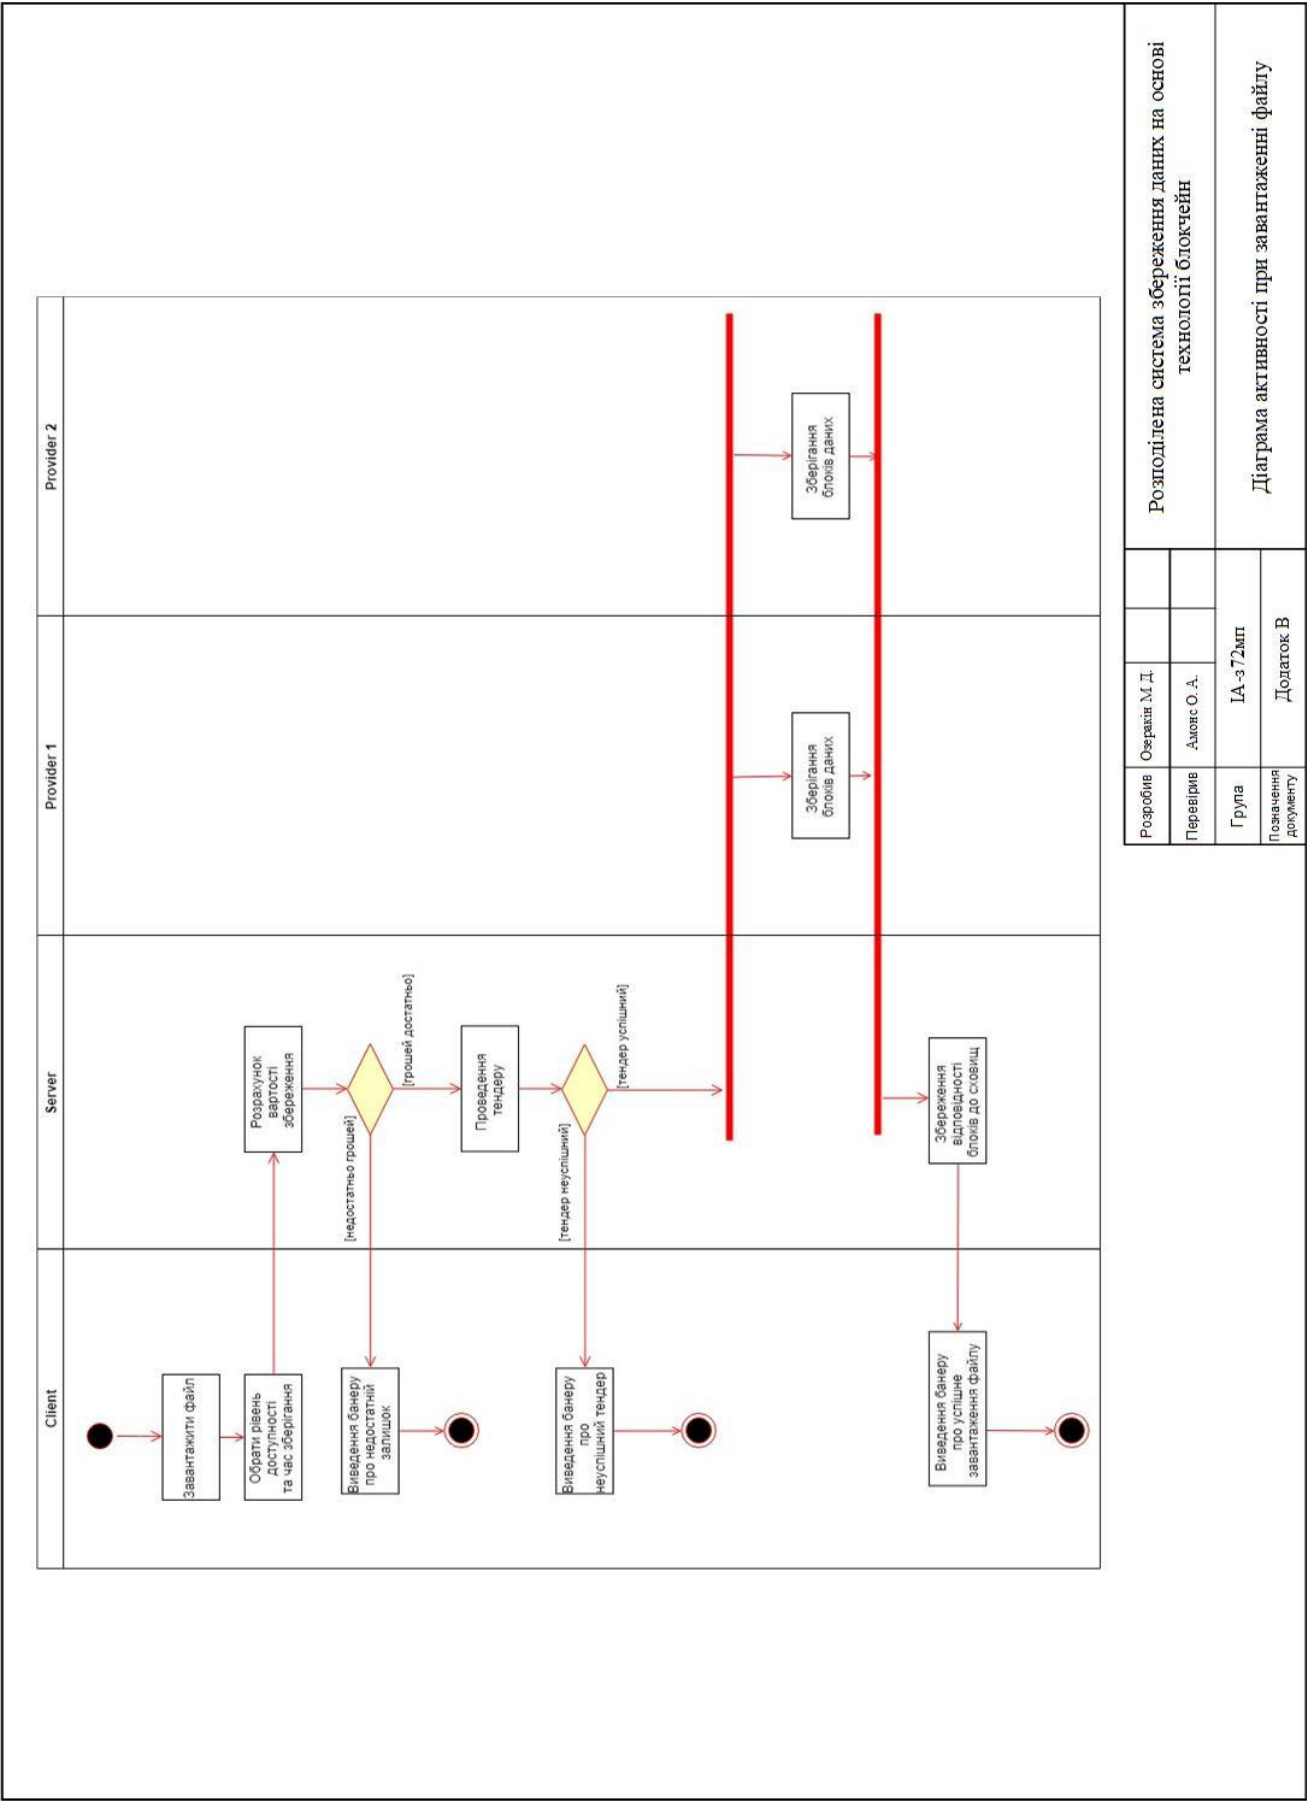 Client
Server
Provider 1
Provider 2
Завантажити файл
Обрати рівень
доступності
та час зберігання
Розрахунок
вартості
збереження
[недостатньо грошей]
[грошей достатньо]
Виведення банеру
про недостатній
залишок
Проведення
тендеру
[тендер неуспішний]
[тендер успішний]
Виведення банеру
про
неуспішний тендер
Зберігання
блоків даних
Зберігання
блоків даних
Збереження
відповідності
блоків до сховищ
Виведення банеру
про успішне
завантаження файлу
Розробив
Озеракін М. Д.
Перевірив
Амонс О. А.
Група
ІА-з72мп
Позначення
документу
Додаток В
Розподілена система збереження даних на основі
технології блокчейн
Діаграма активності при завантаженні файлу